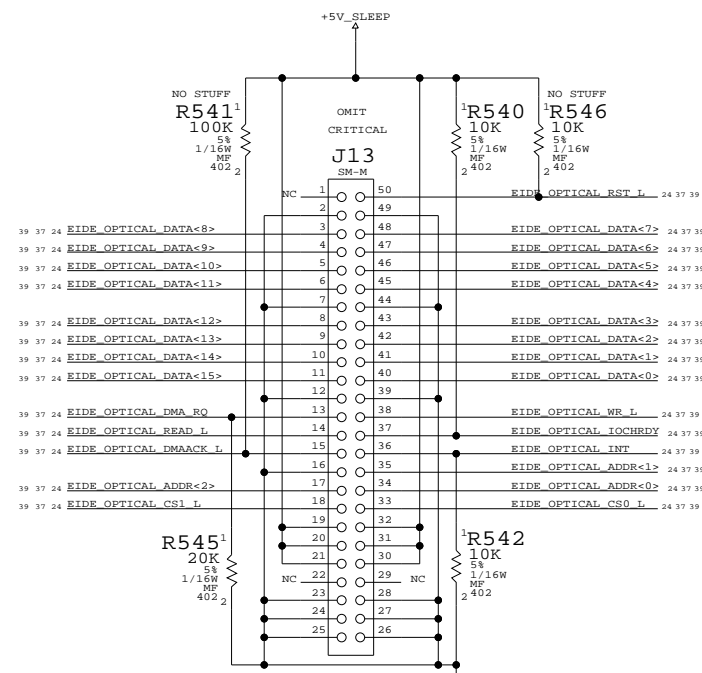 +5V_SLEEP
NO STUFF
R541
1
100K
5%
1/16W
MF
402
2
OMIT
CRITICAL
J13
SM-M
1
R540
10K
5%
1/16W
MF
402
2
NO STUFF
1
R546
10K
5%
1/16W
MF
402
2
NC 1 50 EIDE_OPTICAL_RST_L 24 37 39
2 49
39 37 24 EIDE_OPTICAL_DATA<8> 3 48 EIDE_OPTICAL_DATA<7> 24 37 39
39 37 24 EIDE_OPTICAL_DATA<9> 4 47 EIDE_OPTICAL_DATA<6> 24 37 39
39 37 24 EIDE_OPTICAL_DATA<10> 5 46 EIDE_OPTICAL_DATA<5> 24 37 39
39 37 24 EIDE_OPTICAL_DATA<11> 6 45 EIDE_OPTICAL_DATA<4> 24 37 39
7 44
39 37 24 EIDE_OPTICAL_DATA<12> 8 43 EIDE_OPTICAL_DATA<3> 24 37 39
39 37 24 EIDE_OPTICAL_DATA<13> 9 42 EIDE_OPTICAL_DATA<2> 24 37 39
39 37 24 EIDE_OPTICAL_DATA<14> 10 41 EIDE_OPTICAL_DATA<1> 24 37 39
39 37 24 EIDE_OPTICAL_DATA<15> 11 40 EIDE_OPTICAL_DATA<0> 24 37 39
12 39
39 37 24 EIDE_OPTICAL_DMA_RQ 13 38 EIDE_OPTICAL_WR_L 24 37 39
39 37 24 EIDE_OPTICAL_READ_L 14 37 EIDE_OPTICAL_IOCHRDY 24 37 39
39 37 24 EIDE_OPTICAL_DMAACK_L 15 36 EIDE_OPTICAL_INT 24 37 39
16 35 EIDE_OPTICAL_ADDR<1> 24 37 39
39 37 24 EIDE_OPTICAL_ADDR<2> 17 34 EIDE_OPTICAL_ADDR<0> 24 37 39
39 37 24 EIDE_OPTICAL_CS1_L 18 33 EIDE_OPTICAL_CS0_L 24 37 39
19 32
20 31
21 30
NC 22 29 NC
23 28
24 27
25 26
R545
1
20K
5%
1/16W
MF
402
2
1
R542
10K
5%
1/16W
MF
402
2